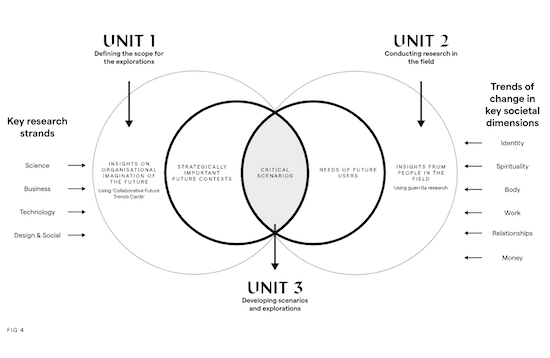 UNIT 1
Defining the scope for
the explorations
UNIT 2
Conducting research in
the field
Key research
strands
Science
Business
Technology
Design & Social
INSIGHTS ON
ORGANISATIONAL
IMAGINATION OF
THE FUTURE
Using 'Collaborative Future
Trends Cards'
STRATEGICALLY
IMPORTANT
FUTURE CONTEXTS
CRITICAL
SCENARIOS
NEEDS OF FUTURE
USERS
INSIGHTS FROM
PEOPLE IN THE
FIELD
Using guerrilla research
Trends of
change in
key societal
dimensions
Identity
Spirituality
Body
Work
Relationships
Money
UNIT 3
Developing scenarios
and explorations
FIG 4